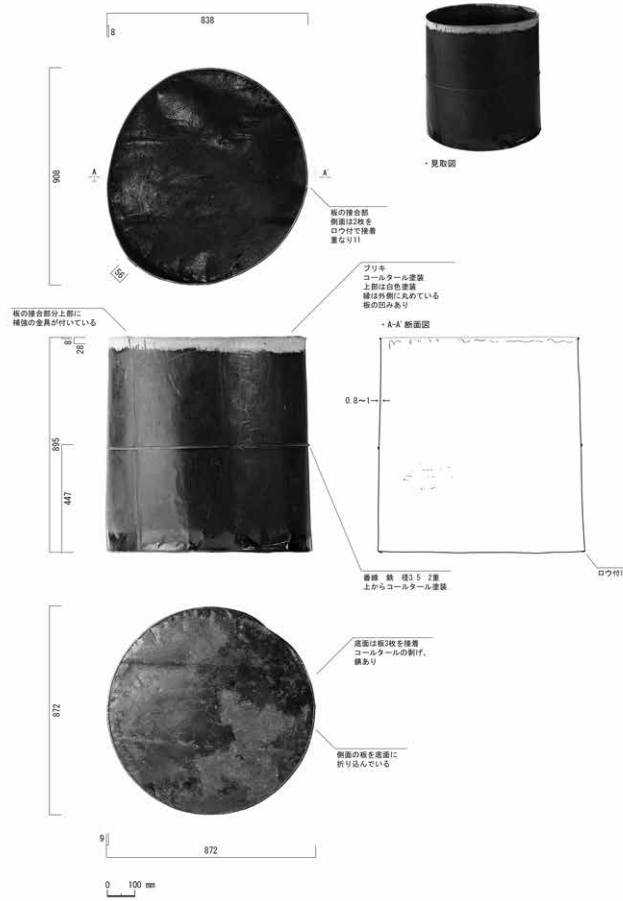 838
8
908
A
A'
56
・見取図
板の接合部
側面は2枚を
ロウ付で接着
重なり11
ブリキ
コールタール塗装
上部は白色塗装
縁は外側に丸めている
板の凹みあり
板の接合部分上部に
補強の金具が付いている
・A-A'断面図
8
28
895
447
0.8～1
番線 鉄 径3.5 2重
上からコールタール塗装
ロウ付け
872
底面は板3枚を接着
コールタールの剥げ、
錆あり
側面の板を底面に
折り込んでいる
9
872
0 100 mm